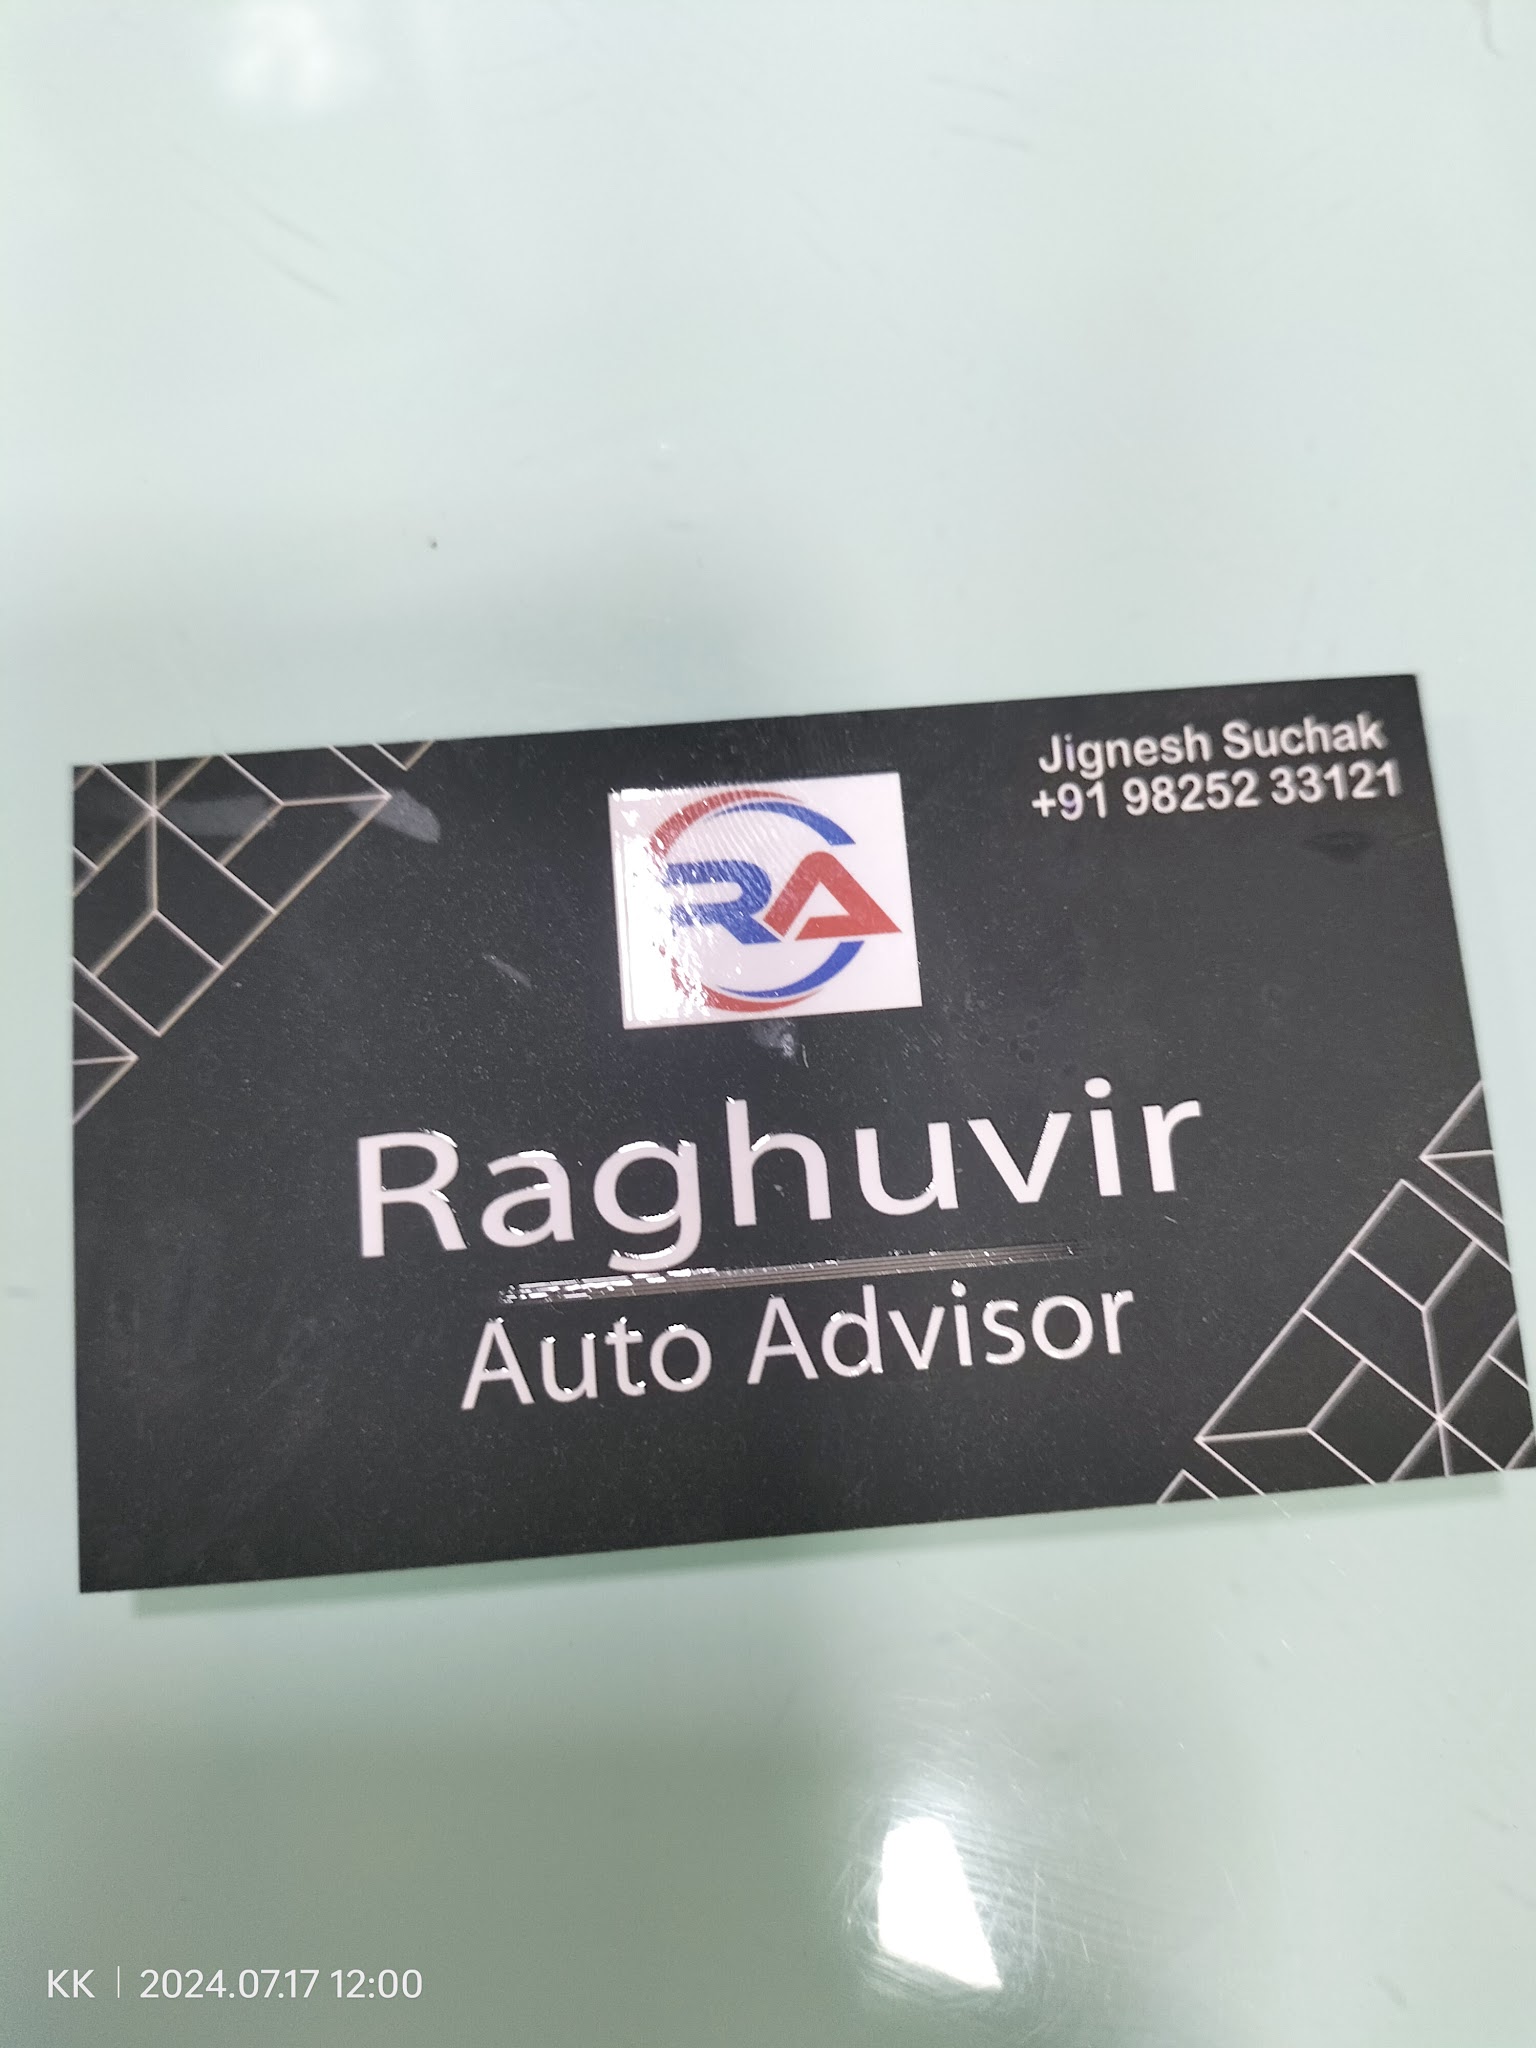 Jignesh Suchak
+91 98252 33121
RA
Raghuvir
Auto Advisor
KK | 2024.07.17 12:00